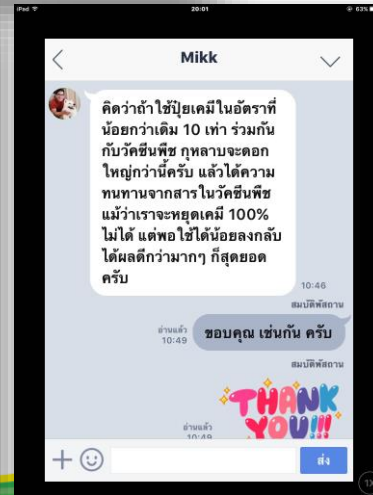 iPad
20:01
63%
Mikk
คิดว่าถ้าใช้ปุ๋ยเคมีในอัตราที่
น้อยกว่าเดิม 10 เท่า ร่วมกัน
กับวัคซีนพืช กุหลาบจะดอก
ใหญ่กว่านี้ครับ แล้วได้ความ
ทนทานจากสารในวัคซีนพืช
แม้ว่าเราจะหยุดเคมี 100%
ไม่ได้ แต่พอใช้ได้น้อยลงกลับ
ได้ผลดีกว่ามากๆ ก็สุดยอด
ครับ
10:46
สมบัติพัสถาน
อ่านแล้ว
10:49
ขอบคุณ เช่นกัน ครับ
สมบัติพัสถาน
THANK
YOU!!!
อ่านแล้ว
10:49
ส่ง
1X